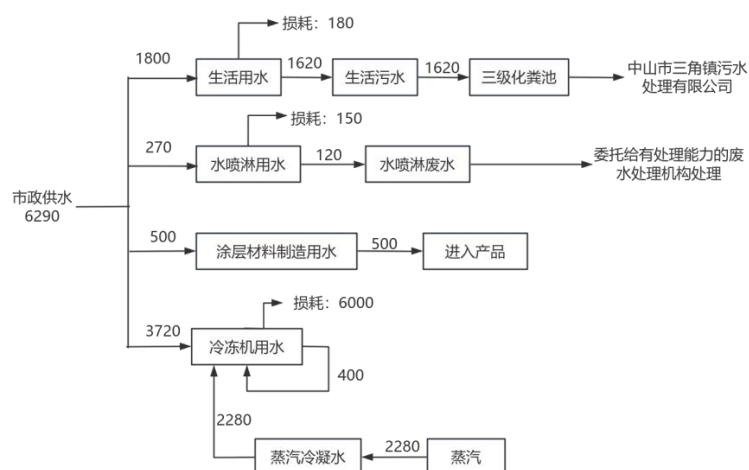 损耗：180
1800
生活用水
1620
生活污水
1620
三级化粪池
中山市三角镇污水
处理有限公司
损耗：150
270
水喷淋用水
120
水喷淋废水
委托给有处理能力的废
水处理机构处理
市政供水
6290
500
涂层材料制造用水
500
进入产品
损耗：6000
3720
冷冻机用水
400
2280
蒸汽冷凝水
2280
蒸汽